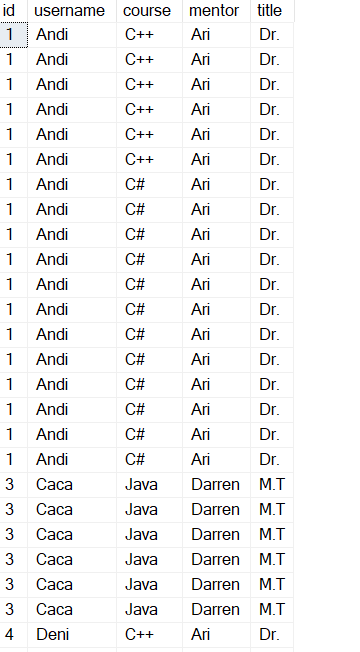 id username course mentor title
1 Andi C++ Ari Dr.
1 Andi C++ Ari Dr.
1 Andi C++ Ari Dr.
1 Andi C++ Ari Dr.
1 Andi C++ Ari Dr.
1 Andi C++ Ari Dr.
1 Andi C# Ari Dr.
1 Andi C# Ari Dr.
1 Andi C# Ari Dr.
1 Andi C# Ari Dr.
1 Andi C# Ari Dr.
1 Andi C# Ari Dr.
1 Andi C# Ari Dr.
1 Andi C# Ari Dr.
1 Andi C# Ari Dr.
1 Andi C# Ari Dr.
1 Andi C# Ari Dr.
1 Andi C# Ari Dr.
3 Caca Java Darren M.T
3 Caca Java Darren M.T
3 Caca Java Darren M.T
3 Caca Java Darren M.T
3 Caca Java Darren M.T
3 Caca Java Darren M.T
4 Deni C++ Ari Dr.